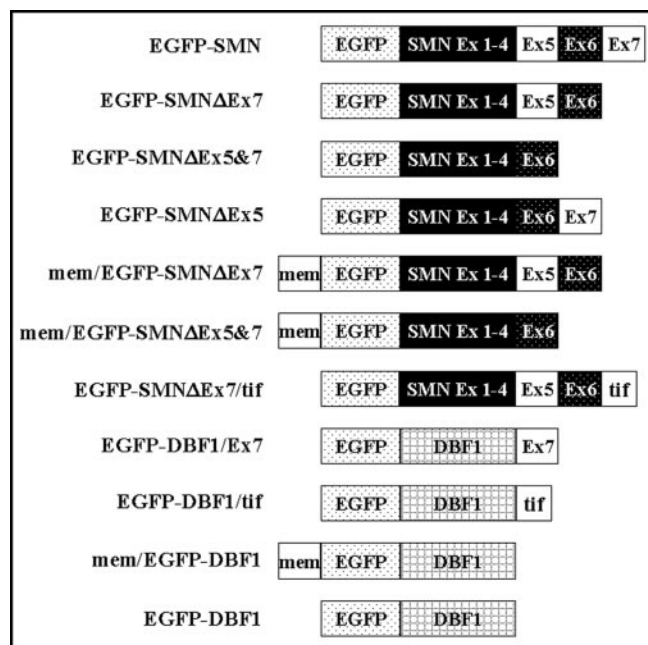 EGFP-SMN EGFP SMN Ex 1-4 Ex5 Ex6 Ex7
EGFP-SMNΔEx7 EGFP SMN Ex 1-4 Ex5 Ex6
EGFP-SMNΔEx5&7 EGFP SMN Ex 1-4 Ex6
EGFP-SMNΔEx5 EGFP SMN Ex 1-4 Ex6 Ex7
mem/EGFP-SMNΔEx7 mem EGFP SMN Ex 1-4 Ex5 Ex6
mem/EGFP-SMNΔEx5&7 mem EGFP SMN Ex 1-4 Ex6
EGFP-SMNΔEx7/tif EGFP SMN Ex 1-4 Ex5 Ex6 tif
EGFP-DBF1/Ex7 EGFP DBF1 Ex7
EGFP-DBF1/tif EGFP DBF1 tif
mem/EGFP-DBF1 mem EGFP DBF1
EGFP-DBF1 EGFP DBF1